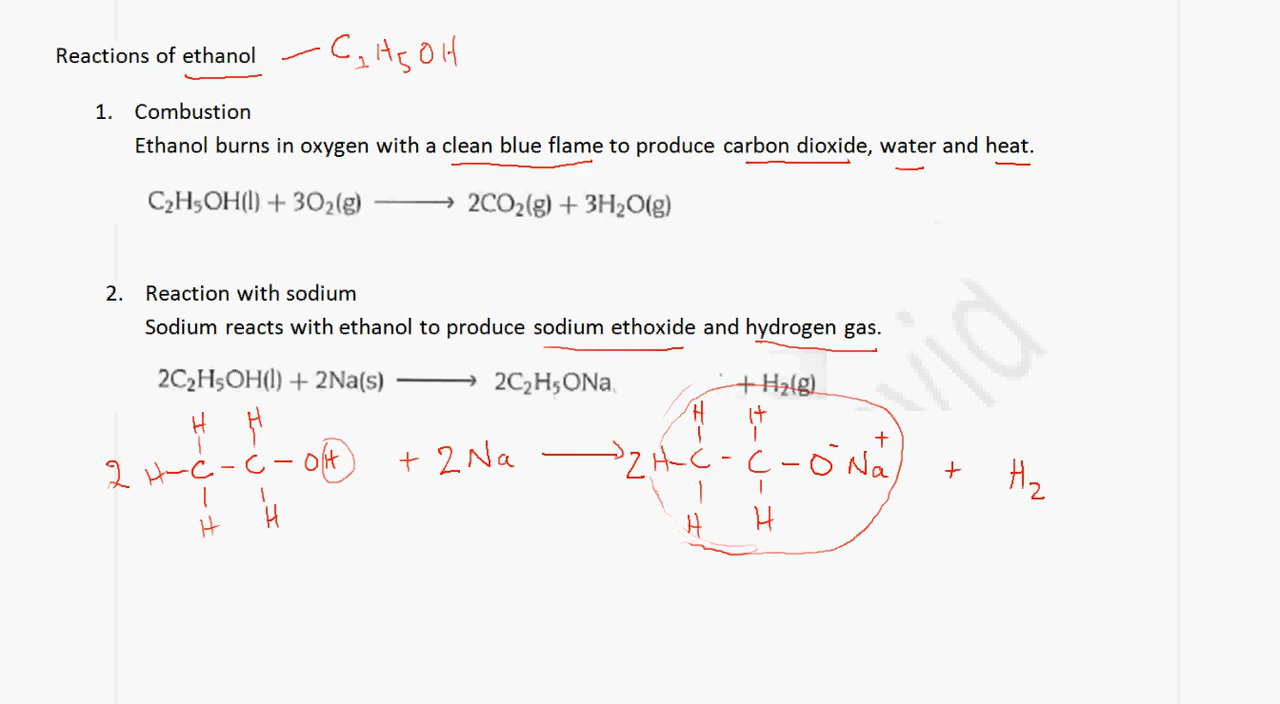 Reactions of ethanol — C₂H₅OH
1. Combustion
Ethanol burns in oxygen with a clean blue flame to produce carbon dioxide, water and heat.
C₂H₅OH(l) + 3O₂(g) ⟶ 2CO₂(g) + 3H₂O(g)
2. Reaction with sodium
Sodium reacts with ethanol to produce sodium ethoxide and hydrogen gas.
2C₂H₅OH(l) + 2Na(s) ⟶ 2C₂H₅ONa + H₂(g)
H H H H
2 H-C-C-OH + 2Na ⟶ 2H-C-C-O⁻Na⁺ + H₂
H H H H